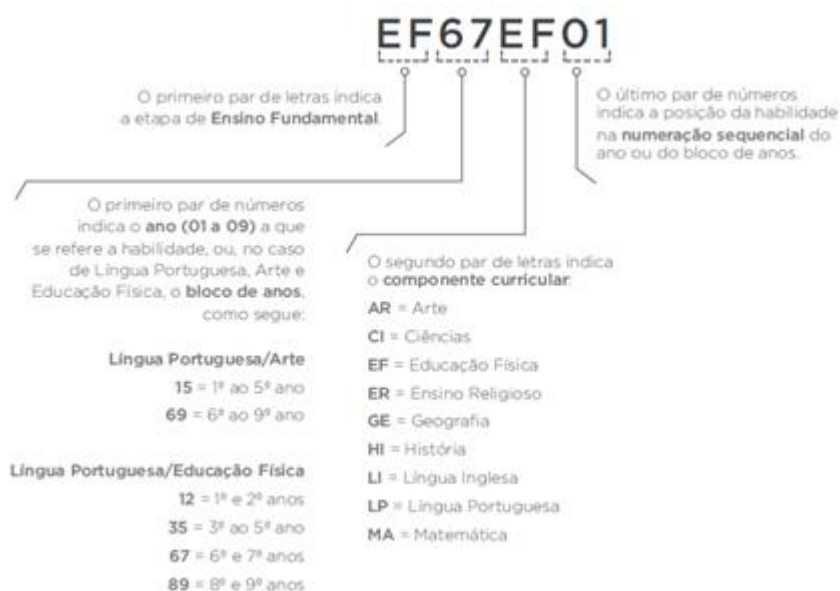 EF67EF01
O primeiro par de letras indica
a etapa de Ensino Fundamental.
O último par de números
indica a posição da habilidade
na numeração sequencial do
ano ou do bloco de anos.
O primeiro par de números
indica o ano (01 a 09) a que
se refere a habilidade, ou, no caso
de Língua Portuguesa, Arte e
Educação Física, o bloco de anos,
como segue:
Língua Portuguesa/Arte
15 = 1º ao 5º ano
69 = 6º ao 9º ano
Língua Portuguesa/Educação Física
12 = 1º e 2º anos
35 = 3º ao 5º ano
67 = 6º e 7º anos
89 = 8º e 9º anos
O segundo par de letras indica
o componente curricular:
AR = Arte
CI = Ciências
EF = Educação Física
ER = Ensino Religioso
GE = Geografia
HI = História
LI = Língua Inglesa
LP = Língua Portuguesa
MA = Matemática